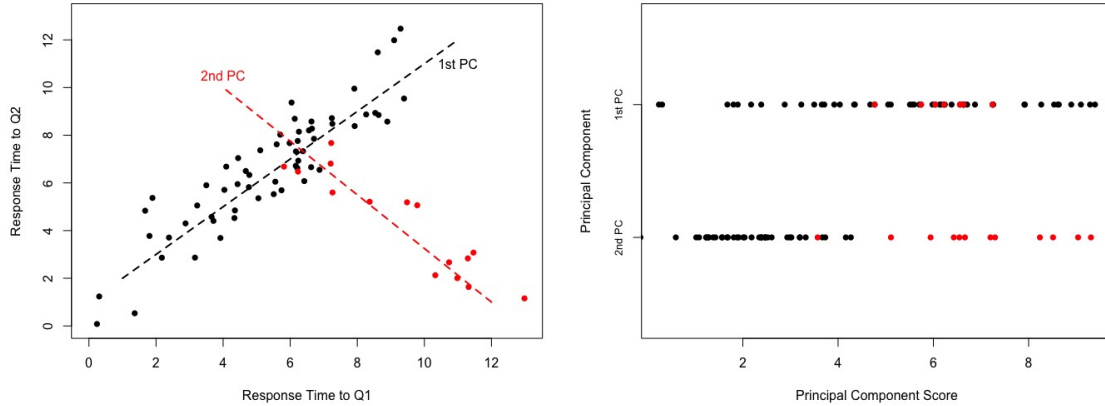 Response Time to Q2
0
2
4
6
8
10
12
2nd PC
1st PC
0
2
4
6
8
10
12
Response Time to Q1
Principal Component
1st PC
2nd PC
2
4
6
8
Principal Component Score